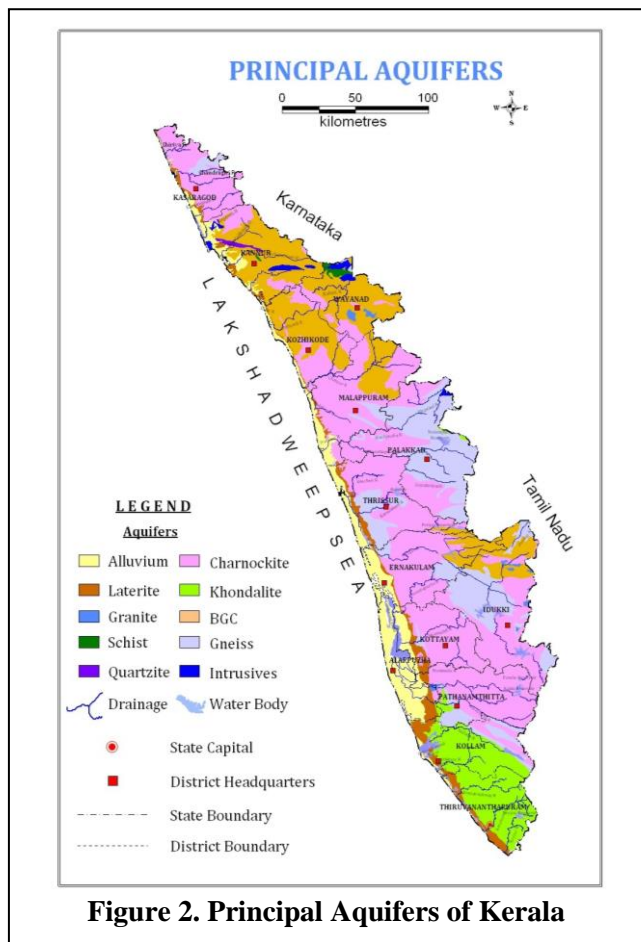 PRINCIPAL AQUIFERS
0 50 100
kilometres
N
W E
S
KASARAGOD
Karnataka
KANNUR
WAYANAD
KOZHIKODE
LAKSHADWEEP SEA
MALAPPURAM
PALAKKAD
THRISSUR
Tamil Nadu
ERNAKULAM
IDUKKI
KOTTAYAM
ALAPPUZHA
PATHANAMTHITTA
KOLLAM
THIRUVANANTHAPURAM
LEGEND
Aquifers
Alluvium Charnockite
Laterite Khondalite
Granite BGC
Schist Gneiss
Quartzite Intrusives
Drainage Water Body
State Capital
District Headquarters
State Boundary
District Boundary
Figure 2. Principal Aquifers of Kerala